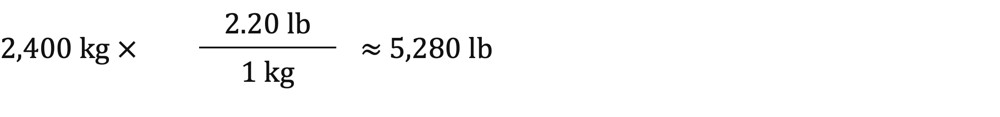 2,400 kg × 2.20 lb / 1 kg ≈ 5,280 lb